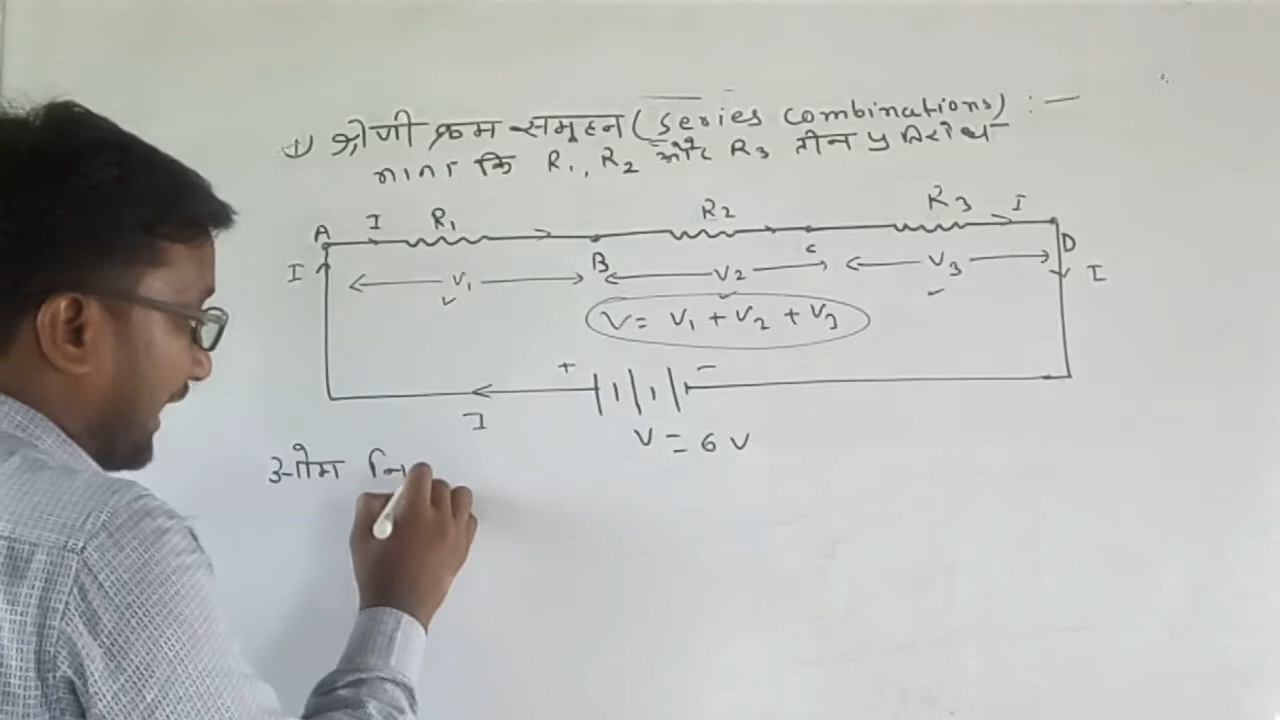 1) श्रेणी क्रम समूहन (Series combinations) :—
माना कि R1, R2 और R3 तीन प्रतिरोध
A I R1 R2 R3 I
I B C D I
V1 V2 V3
V = V1 + V2 + V3
+ −
I V = 6 V
ओम नि